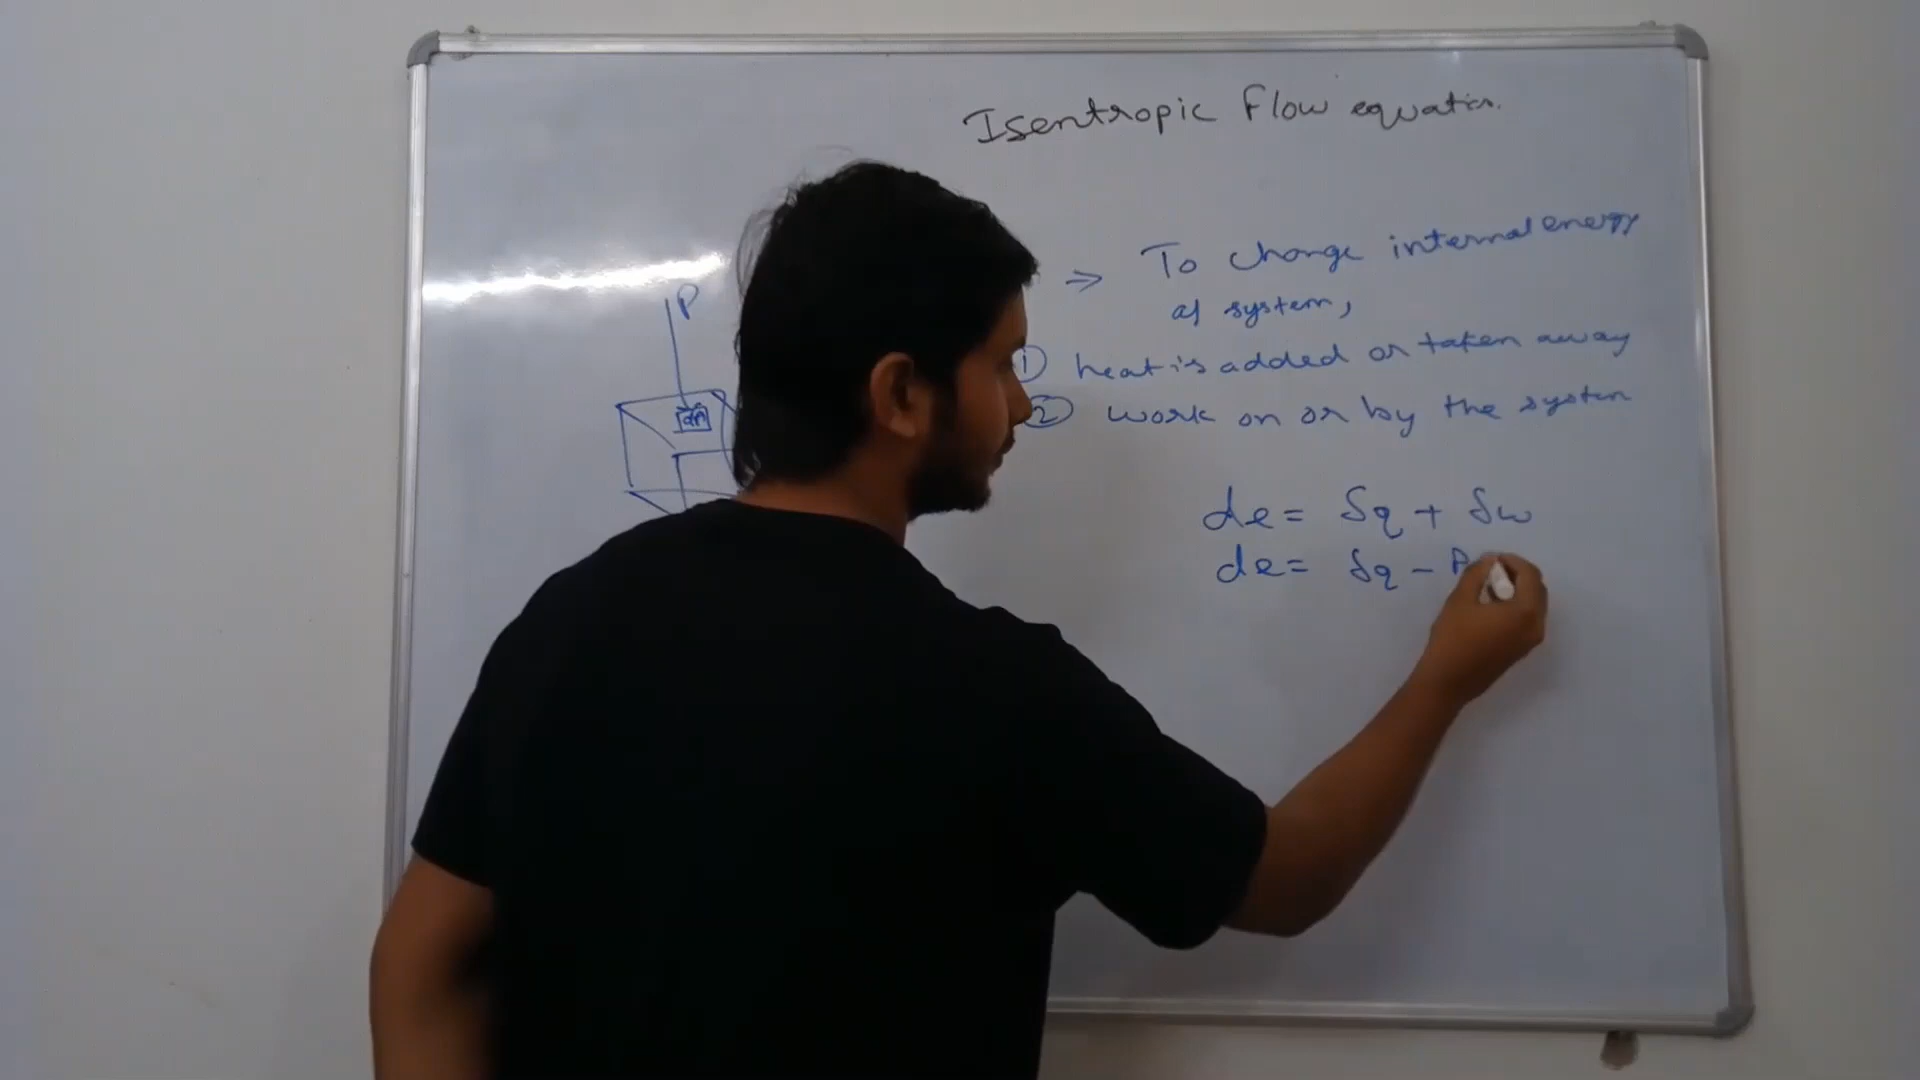 Isentropic Flow equation.
P
dA
⇒ To change internal energy
of system,
① heat is added or taken away
② work on or by the system
de = δq + δw
de = δq - P